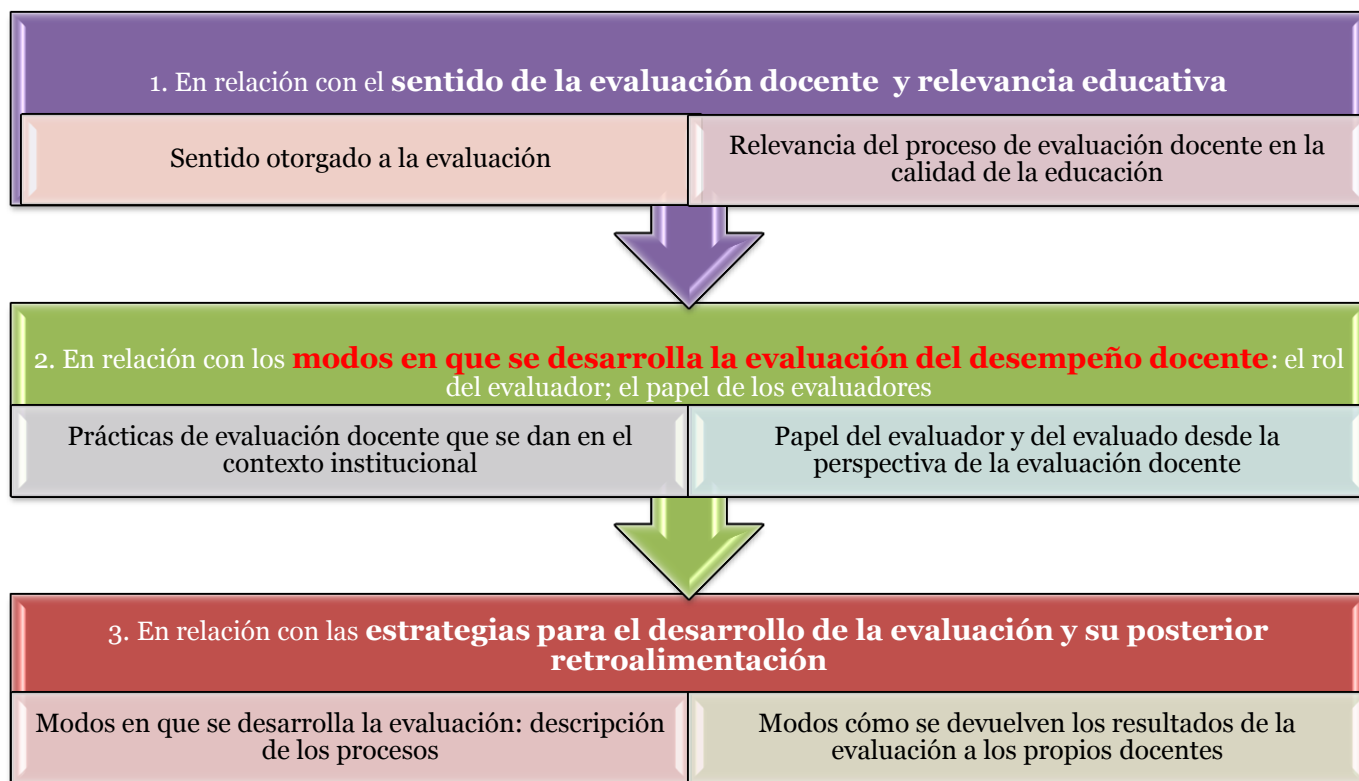 1. En relación con el sentido de la evaluación docente y relevancia educativa
Sentido otorgado a la evaluación
Relevancia del proceso de evaluación docente en la
calidad de la educación
2. En relación con los modos en que se desarrolla la evaluación del desempeño docente: el rol
del evaluador; el papel de los evaluadores
Prácticas de evaluación docente que se dan en el
contexto institucional
Papel del evaluador y del evaluado desde la
perspectiva de la evaluación docente
3. En relación con las estrategias para el desarrollo de la evaluación y su posterior
retroalimentación
Modos en que se desarrolla la evaluación: descripción
de los procesos
Modos cómo se devuelven los resultados de la
evaluación a los propios docentes